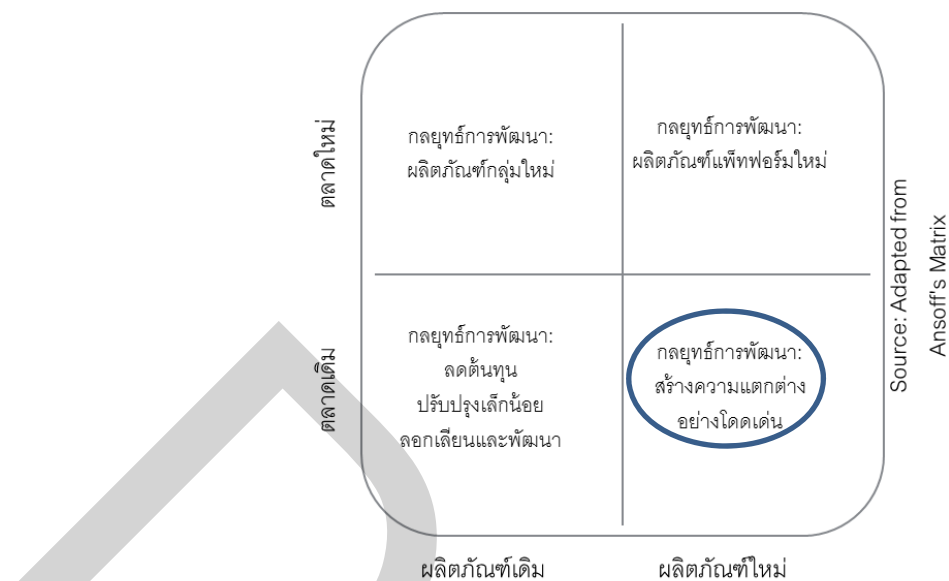 ตลาดใหม่
กลยุทธ์การพัฒนา:
ผลิตภัณฑ์กลุ่มใหม่
กลยุทธ์การพัฒนา:
ผลิตภัณฑ์แพ็ทฟอร์มใหม่
ตลาดเดิม
กลยุทธ์การพัฒนา:
ลดต้นทุน
ปรับปรุงเล็กน้อย
ลอกเลียนและพัฒนา
กลยุทธ์การพัฒนา:
สร้างความแตกต่าง
อย่างโดดเด่น
Source: Adapted from
Ansoff's Matrix
ผลิตภัณฑ์เดิม
ผลิตภัณฑ์ใหม่